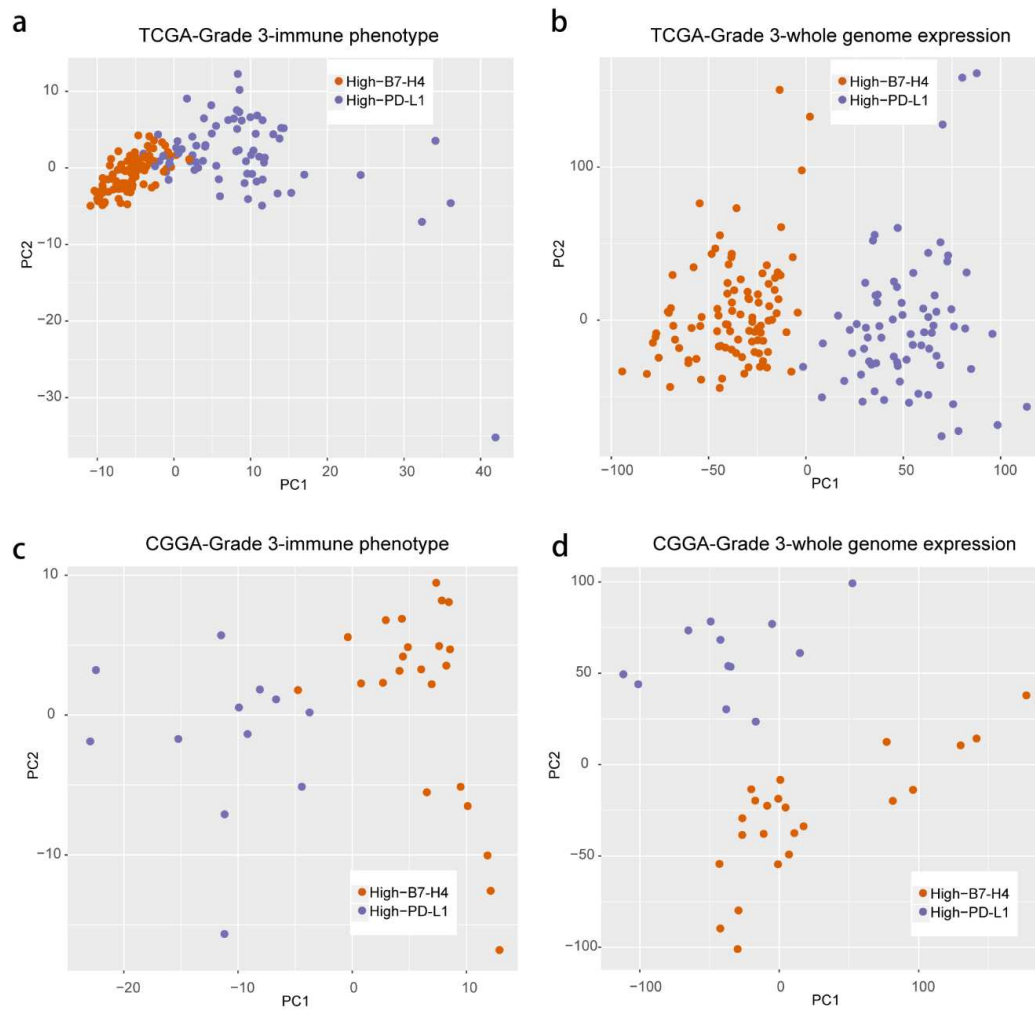 a
TCGA-Grade 3-immune phenotype
High-B7-H4
High-PD-L1
10
0
−10
−20
−30
PC2
−10
0
10
20
30
40
PC1
b
TCGA-Grade 3-whole genome expression
High-B7-H4
High-PD-L1
100
0
PC2
−100
−50
0
50
100
PC1
c
CGGA-Grade 3-immune phenotype
10
0
−10
PC2
High-B7-H4
High-PD-L1
−20
−10
0
10
PC1
d
CGGA-Grade 3-whole genome expression
100
50
0
−50
−100
PC2
High-B7-H4
High-PD-L1
−100
0
100
PC1